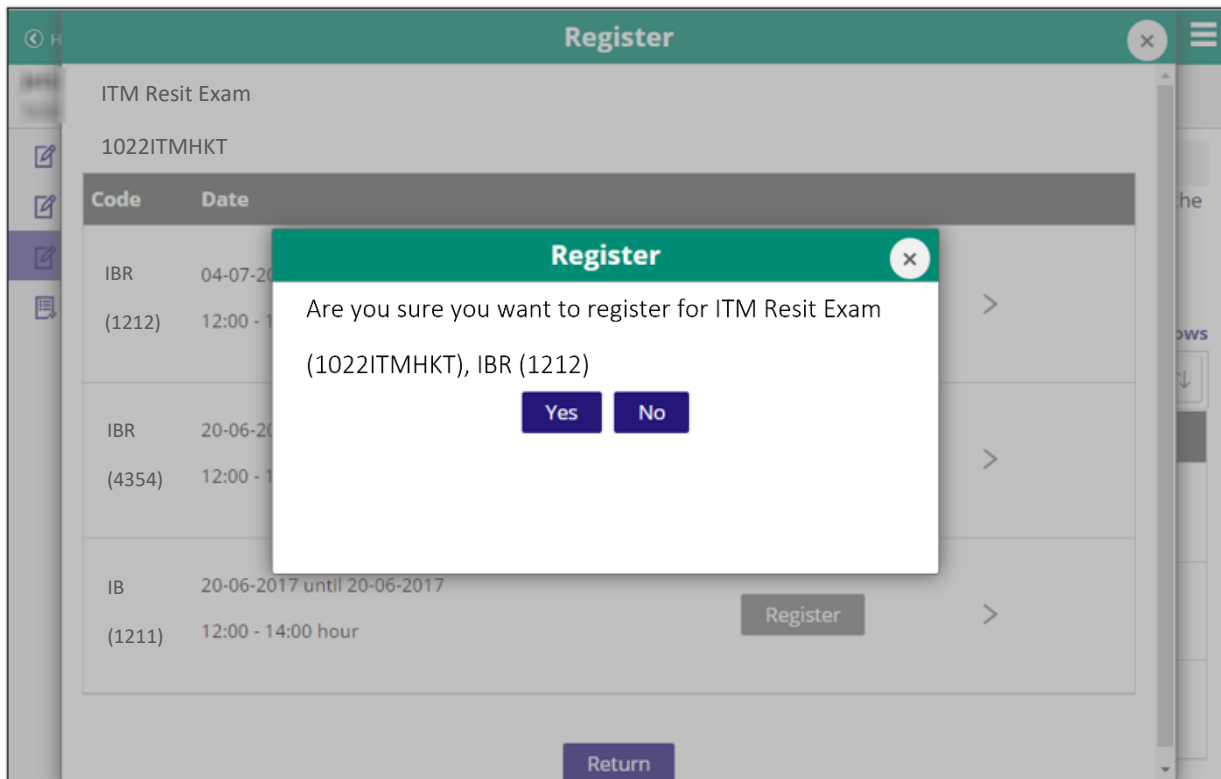 H
Register
ITM Resit Exam
1022ITMHKT
Code Date
he
IBR
(1212)
04-07-20
12:00 - 1
Register
Are you sure you want to register for ITM Resit Exam
(1022ITMHKT), IBR (1212)
Yes No
ows
IBR
(4354)
20-06-20
12:00 - 1
IB
(1211)
20-06-2017 until 20-06-2017
12:00 - 14:00 hour
Register
Return